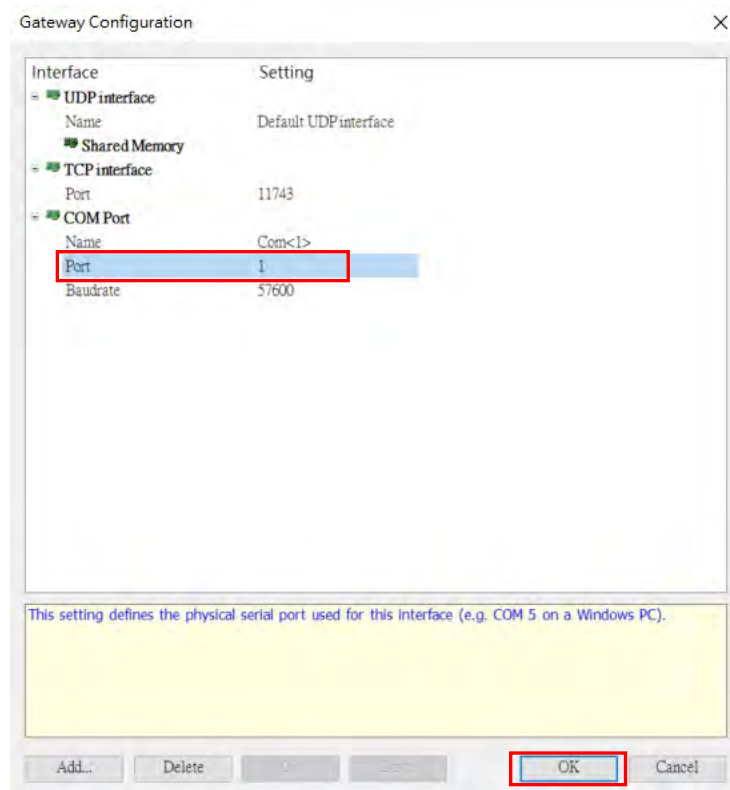 Gateway Configuration
Interface Setting
UDP interface
Name Default UDP interface
Shared Memory
TCP interface
Port 11743
COM Port
Name Com<1>
Port 1
Baudrate 57600
This setting defines the physical serial port used for this interface (e.g. COM 5 on a Windows PC).
Add... Delete OK Cancel